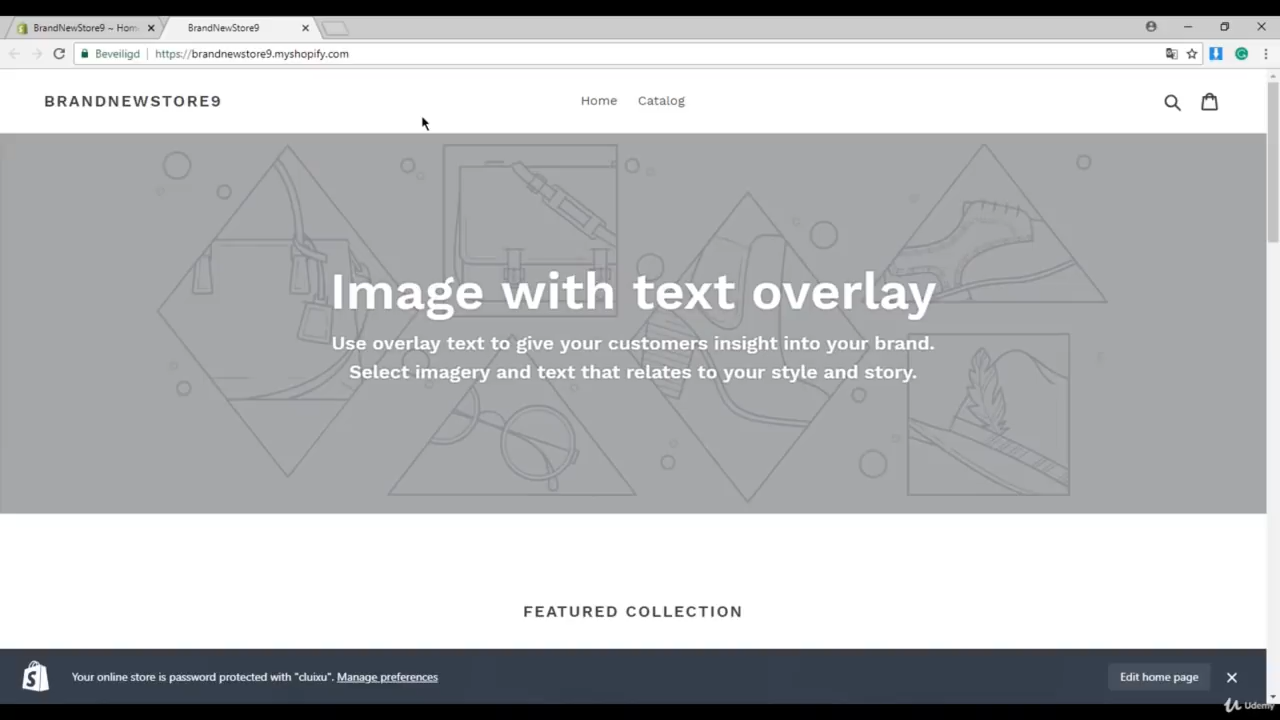 BrandNewStore9 ~ Hom
BrandNewStore9
Beveiligd
https://brandnewstore9.myshopify.com
BRANDNEWSTORE9
Home
Catalog
Image with text overlay
Use overlay text to give your customers insight into your brand.
Select imagery and text that relates to your style and story.
FEATURED COLLECTION
Your online store is password protected with "cluixu". Manage preferences
Edit home page
Udemy